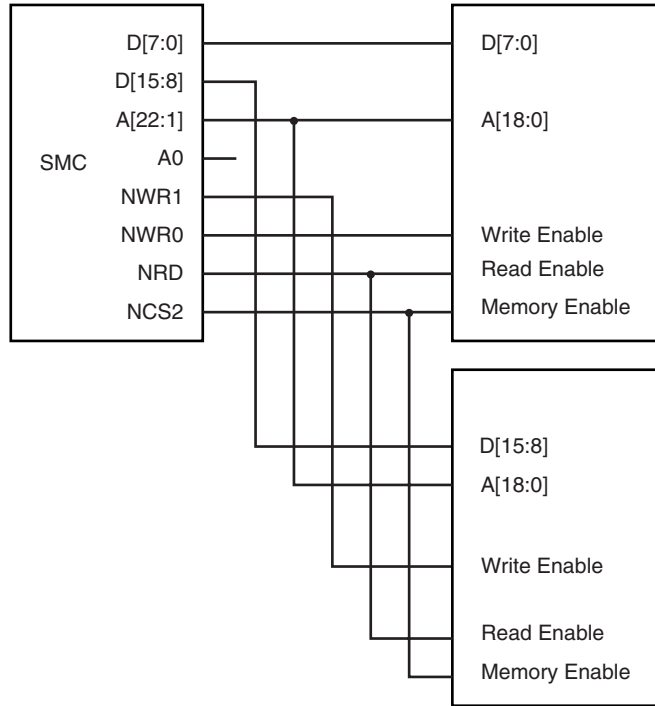 D[7:0]
D[15:8]
A[22:1]
SMC
A0
NWR1
NWR0
NRD
NCS2
D[7:0]
A[18:0]
Write Enable
Read Enable
Memory Enable
D[15:8]
A[18:0]
Write Enable
Read Enable
Memory Enable